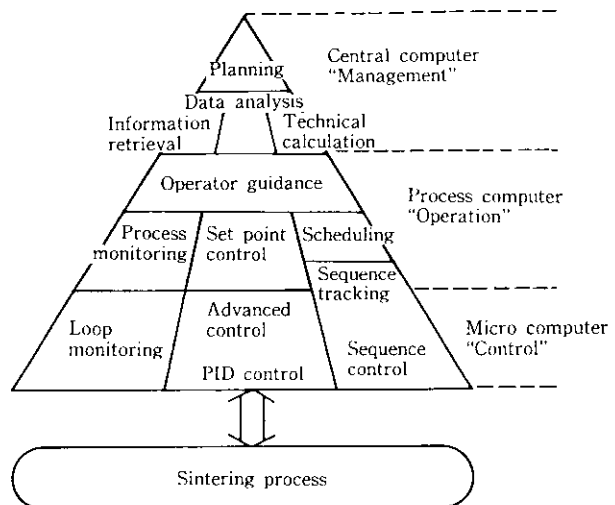 Planning
Central computer
"Management"
Data analysis
Information
retrieval
Technical
calculation
Operator guidance
Process computer
"Operation"
Process
monitoring
Set point
control
Scheduling
Sequence
tracking
Loop
monitoring
Advanced
control
PID control
Sequence
control
Micro computer
"Control"
Sintering process